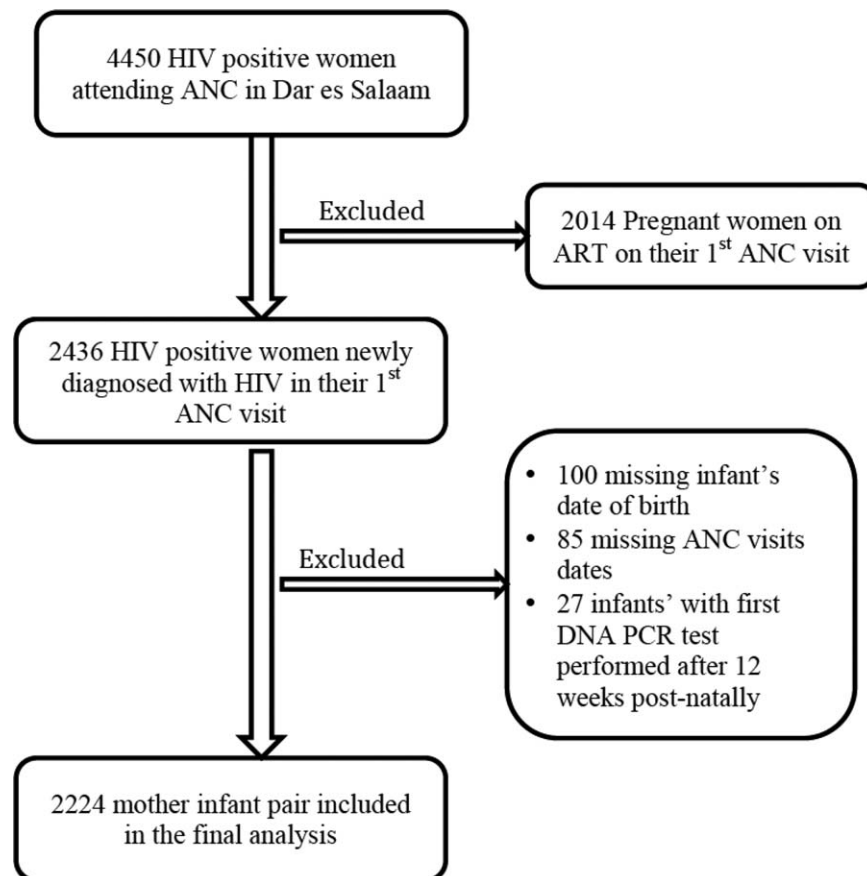 4450 HIV positive women
attending ANC in Dar es Salaam
Excluded
2014 Pregnant women on
ART on their 1st ANC visit
2436 HIV positive women newly
diagnosed with HIV in their 1st
ANC visit
Excluded
• 100 missing infant’s
date of birth
• 85 missing ANC visits
dates
• 27 infants’ with first
DNA PCR test
performed after 12
weeks post-natally
2224 mother infant pair included
in the final analysis